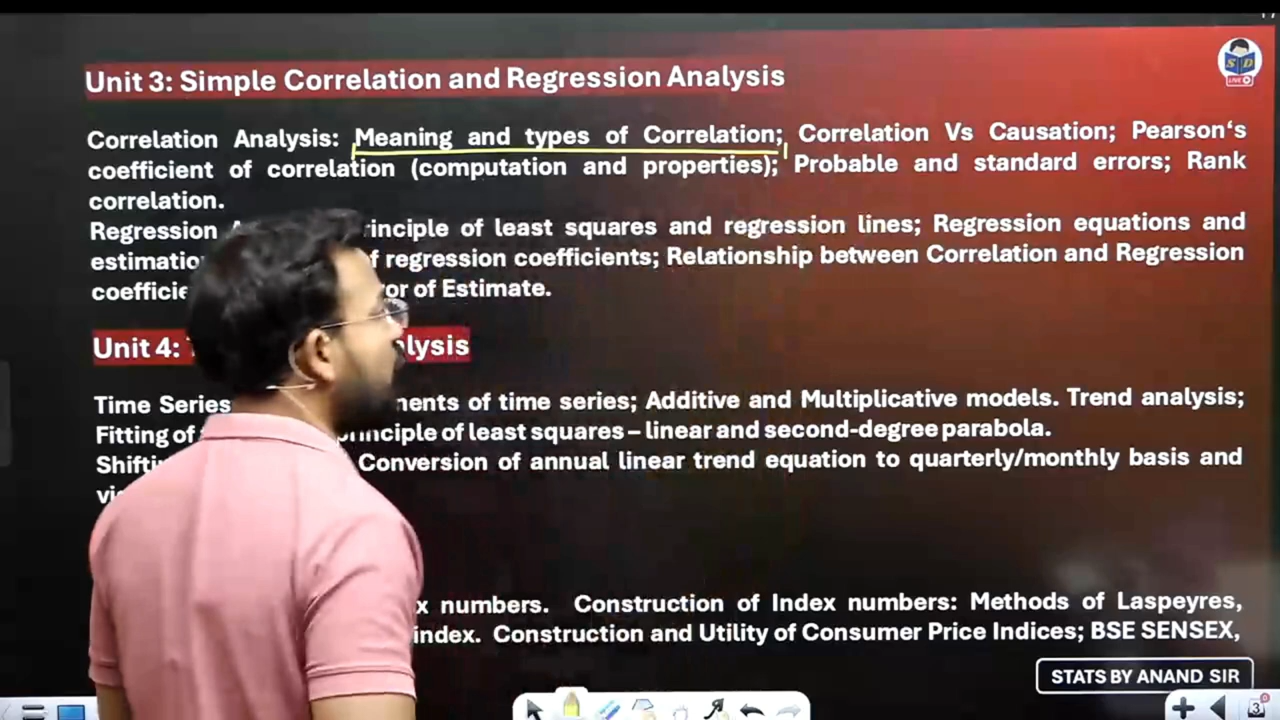 Unit 3: Simple Correlation and Regression Analysis
Correlation Analysis: Meaning and types of Correlation; Correlation Vs Causation; Pearson‘s
coefficient of correlation (computation and properties); Probable and standard errors; Rank
correlation.
Regression rinciple of least squares and regression lines; Regression equations and
estimatio f regression coefficients; Relationship between Correlation and Regression
coefficie or of Estimate.
Unit 4: lysis
Time Series nents of time series; Additive and Multiplicative models. Trend analysis;
Fitting of principle of least squares – linear and second-degree parabola.
Shifti Conversion of annual linear trend equation to quarterly/monthly basis and
vi
x numbers. Construction of Index numbers: Methods of Laspeyres,
index. Construction and Utility of Consumer Price Indices; BSE SENSEX,
STATS BY ANAND SIR
S D
LIVE
3